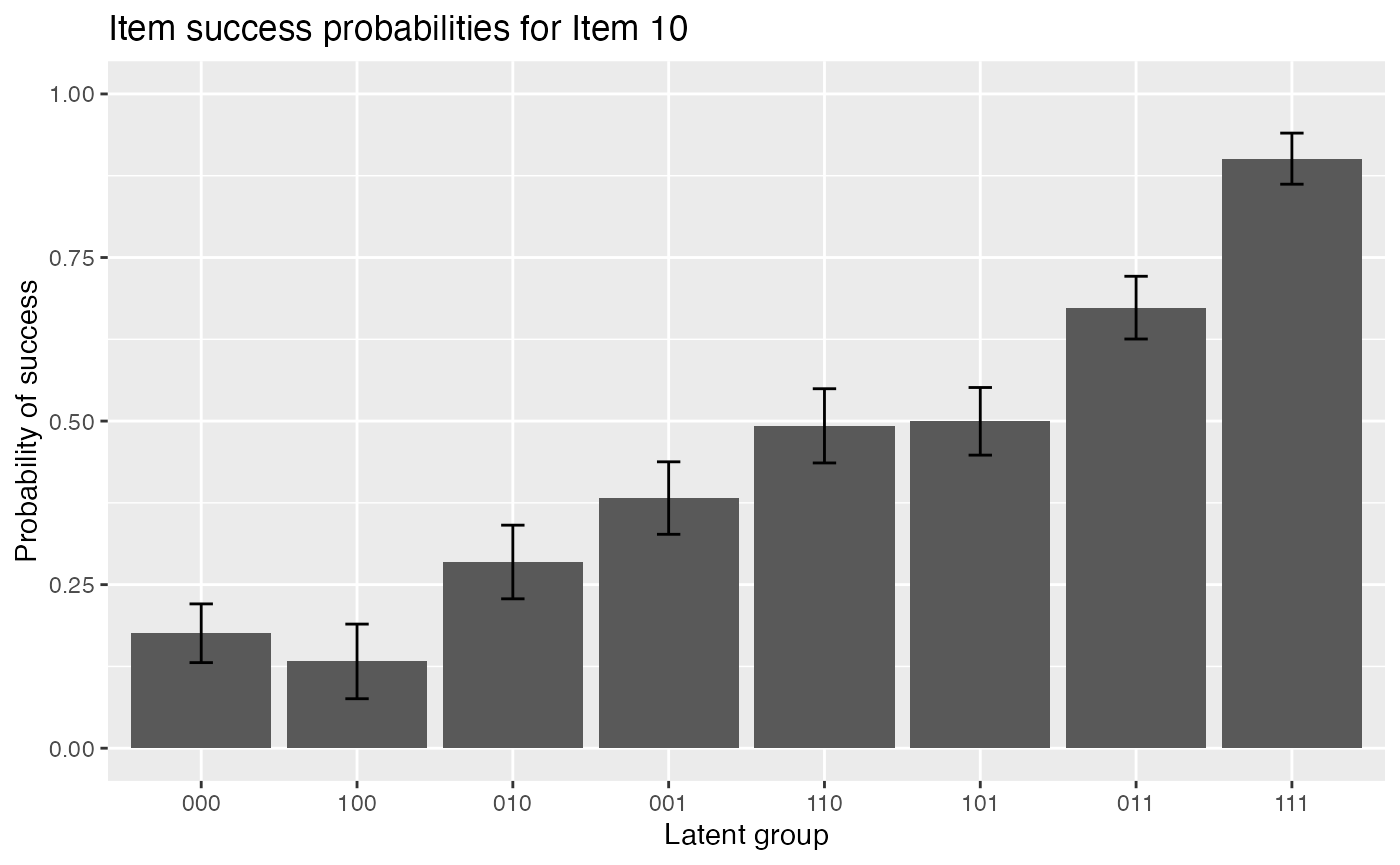 Item success probabilities for Item 10
Probability of success
1.00
0.75
0.50
0.25
0.00
000 100 010 001 110 101 011 111
Latent group